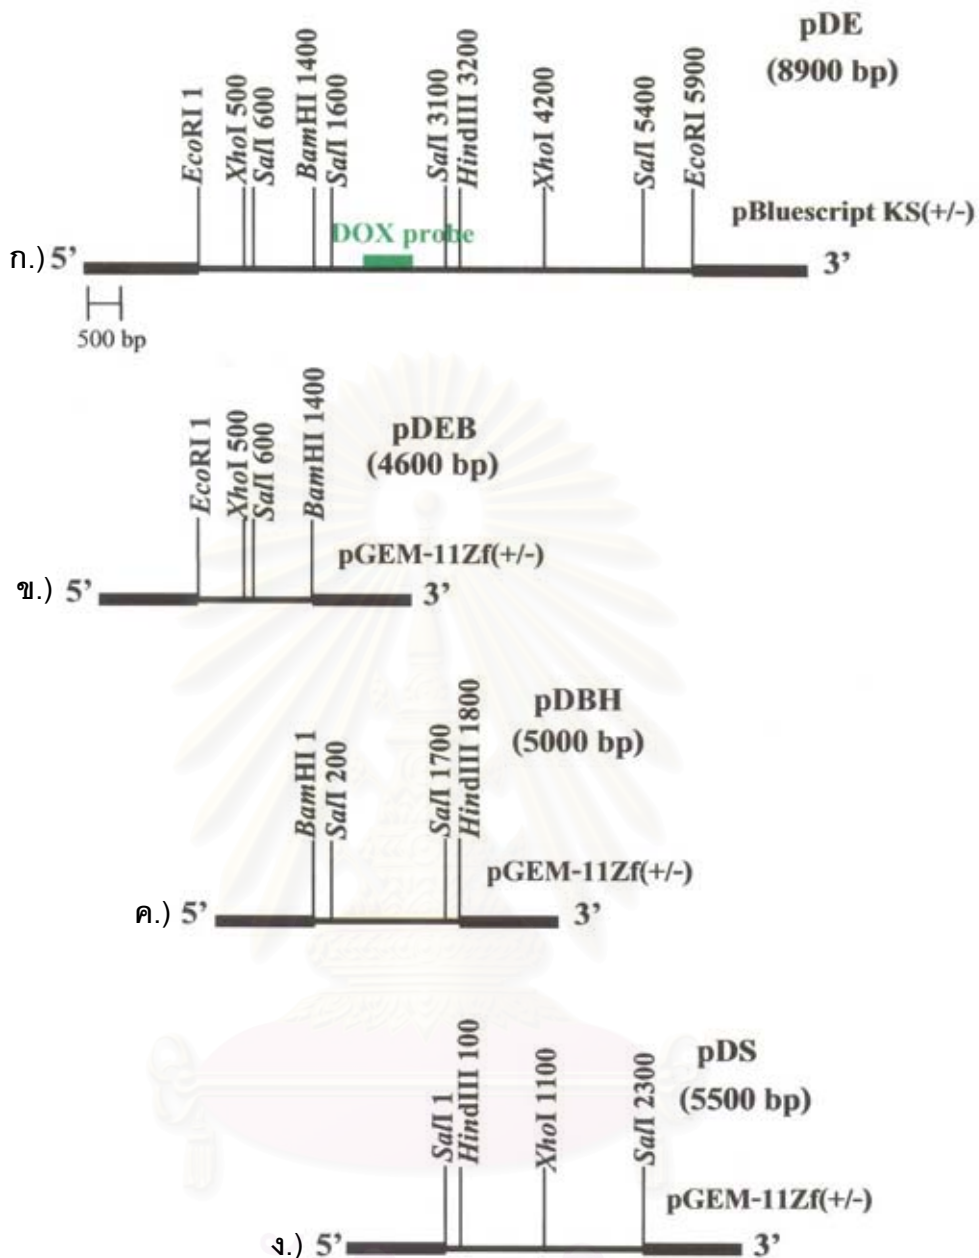 pDE
(8900 bp)
EcoRI 1
XhoI 500
SalI 600
BamHI 1400
SalI 1600
SalI 3100
HindIII 3200
XhoI 4200
SalI 5400
EcoRI 5900
pBluescript KS(+/-)
DOX probe
ก.) 5’ 3’
500 bp
pDEB
(4600 bp)
EcoRI 1
XhoI 500
SalI 600
BamHI 1400
pGEM-11Zf(+/-)
ข.) 5’ 3’
pDBH
(5000 bp)
BamHI 1
SalI 200
SalI 1700
HindIII 1800
pGEM-11Zf(+/-)
ค.) 5’ 3’
pDS
(5500 bp)
SalI 1
HindIII 100
XhoI 1100
SalI 2300
pGEM-11Zf(+/-)
ง.) 5’ 3’